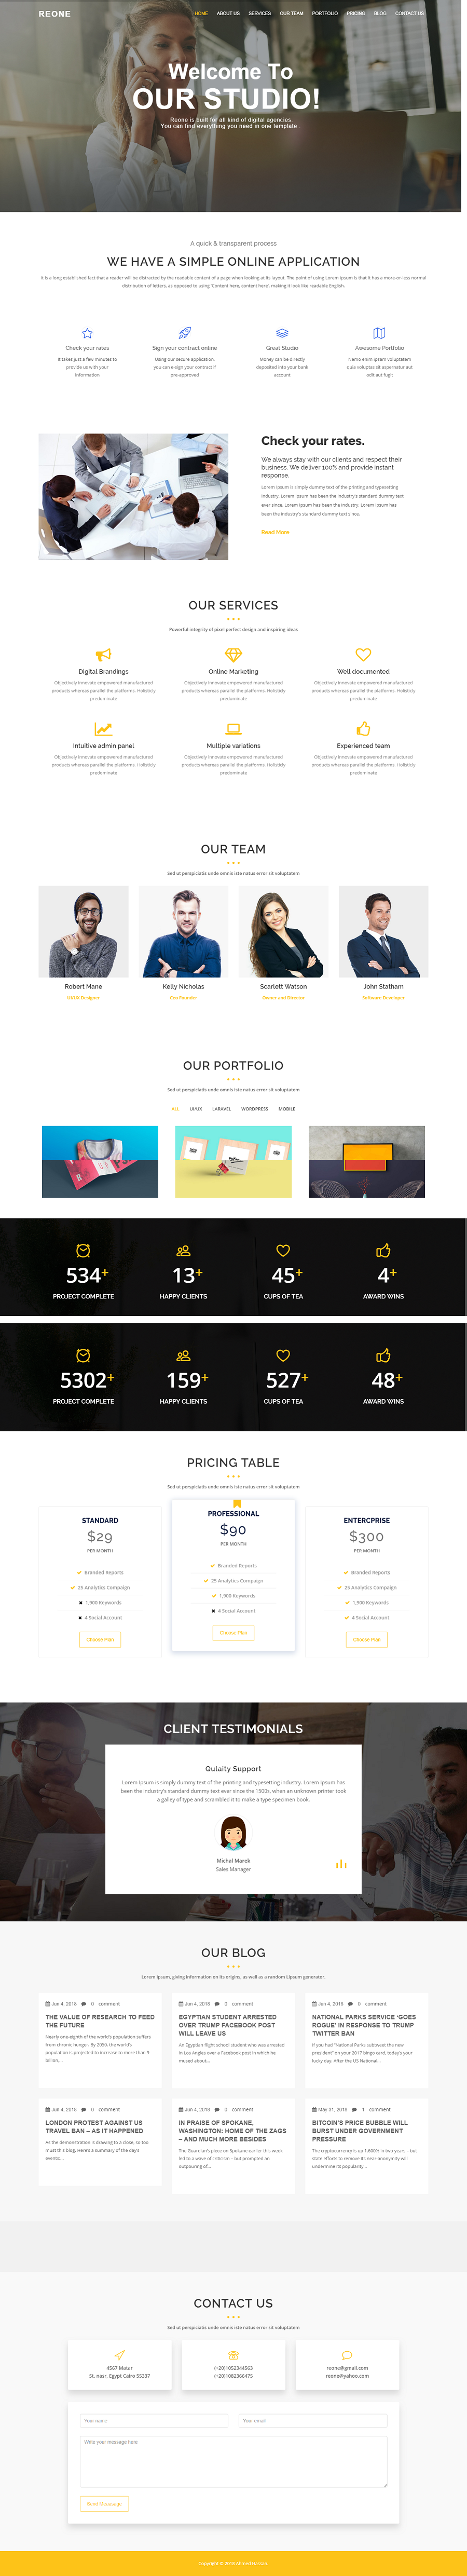 REONE
HOME ABOUT US SERVICES OUR TEAM PORTFOLIO PRICING BLOG CONTACT US
Welcome To
OUR STUDIO!
Reone is built for all kind of digital agencies.
You can find everything you need in one template
A quick & transparent process
WE HAVE A SIMPLE ONLINE APPLICATION
It is a long established fact that a reader will be distracted by the readable content of a page when looking at its layout. The point of using Lorem Ipsum is that it has a more-or-less normal
distribution of letters, as opposed to using 'Content here, content here', making it look like readable English.
Check your rates
It takes just a few minutes to
provide us with your
information
Sign your contract online
Using our secure application,
you can e-sign your contract if
pre-approved
Great Studio
Money can be directly
deposited into your bank
account
Awesome Portfolio
Nemo enim ipsam voluptatem
quia voluptas sit aspernatur aut
odit aut fugit
Check your rates.
We always stay with our clients and respect their
business. We deliver 100% and provide instant
response.
Lorem Ipsum is simply dummy text of the printing and typesetting
industry. Lorem Ipsum has been the industry's standard dummy text
ever since. Lorem Ipsum has been the industry. Lorem Ipsum has
been the industry's standard dummy text since.
Read More
OUR SERVICES
Powerful integrity of pixel perfect design and inspiring ideas
Digital Brandings
Objectively innovate empowered manufactured
products whereas parallel the platforms. Holisticly
predominate
Online Marketing
Objectively innovate empowered manufactured
products whereas parallel the platforms. Holisticly
predominate
Well documented
Objectively innovate empowered manufactured
products whereas parallel the platforms. Holisticly
predominate
Intuitive admin panel
Objectively innovate empowered manufactured
products whereas parallel the platforms. Holisticly
predominate
Multiple variations
Objectively innovate empowered manufactured
products whereas parallel the platforms. Holisticly
predominate
Experienced team
Objectively innovate empowered manufactured
products whereas parallel the platforms. Holisticly
predominate
OUR TEAM
Sed ut perspiciatis unde omnis iste natus error sit voluptatem
Robert Mane
UI/UX Designer
Kelly Nicholas
Ceo Founder
Scarlett Watson
Owner and Director
John Statham
Software Developer
OUR PORTFOLIO
Sed ut perspiciatis unde omnis iste natus error sit voluptatem
ALL UI/UX LARAVEL WORDPRESS MOBILE
534+ 13+ 45+ 4+
PROJECT COMPLETE HAPPY CLIENTS CUPS OF TEA AWARD WINS
5302+ 159+ 527+ 48+
PROJECT COMPLETE HAPPY CLIENTS CUPS OF TEA AWARD WINS
PRICING TABLE
Sed ut perspiciatis unde omnis iste natus error sit voluptatem
STANDARD
$29
PER MONTH
Branded Reports
25 Analytics Compaign
1,900 Keywords
4 Social Account
Choose Plan
PROFESSIONAL
$90
PER MONTH
Branded Reports
25 Analytics Compaign
1,900 Keywords
4 Social Account
Choose Plan
ENTERCPRISE
$300
PER MONTH
Branded Reports
25 Analytics Compaign
1,900 Keywords
4 Social Account
Choose Plan
CLIENT TESTIMONIALS
Qulaity Support
Lorem Ipsum is simply dummy text of the printing and typesetting industry. Lorem Ipsum has
been the industry's standard dummy text ever since the 1500s, when an unknown printer took
a galley of type and scrambled it to make a type specimen book.
Michal Marek
Sales Manager
OUR BLOG
Lorem Ipsum, giving information on its origins, as well as a random Lipsum generator.
Jun 4, 2015 0 comment
THE VALUE OF RESEARCH TO FEED
THE FUTURE
Nearly one-eighth of the world's population suffers
from chronic hunger. By 2050, the world's
population is projected to increase to more than 9
billion,...
Jun 4, 2015 0 comment
EGYPTIAN STUDENT ARRESTED
OVER TRUMP FACEBOOK POST
WILL LEAVE US
An Egyptian flight school student who was arrested
in Los Angles over a Facebook post in which he
mused about...
Jun 4, 2015 0 comment
NATIONAL PARKS SERVICE 'GOES
ROGUE' IN RESPONSE TO TRUMP
TWITTER BAN
If you had "National Parks outtweet the new
president" on your 2017 bingo card, today's your
lucky day. After the US National...
Jun 4, 2015 0 comment
LONDON PROTEST AGAINST US
TRAVEL BAN – AS IT HAPPENED
As the demonstration is drawing to a close, so too
must this blog, here's a summary of the day's
events:...
Jun 4, 2015 0 comment
IN PRAISE OF SPOKANE,
WASHINGTON: HOME OF THE ZAGS
– AND MUCH MORE BESIDES
The Guardian's piece on Spokane earlier this week
led to a wave of criticism – but prompted an
outpouring of...
May 31, 2015 1 comment
BITCOIN'S PRICE BUBBLE WILL
BURST UNDER GOVERNMENT
PRESSURE
The cryptocurrency is up 1,600% in two years – but
state efforts to remove its near-anonymity will
undermine its popularity...
CONTACT US
Sed ut perspiciatis unde omnis iste natus error sit voluptatem
4567 Motar
St. nasr, Egypt Cairo 55337
(+20)1052344563
(+20)1082366475
reone@gmail.com
reone@yahoo.com
Your name
Your email
Write your message here
Send Message